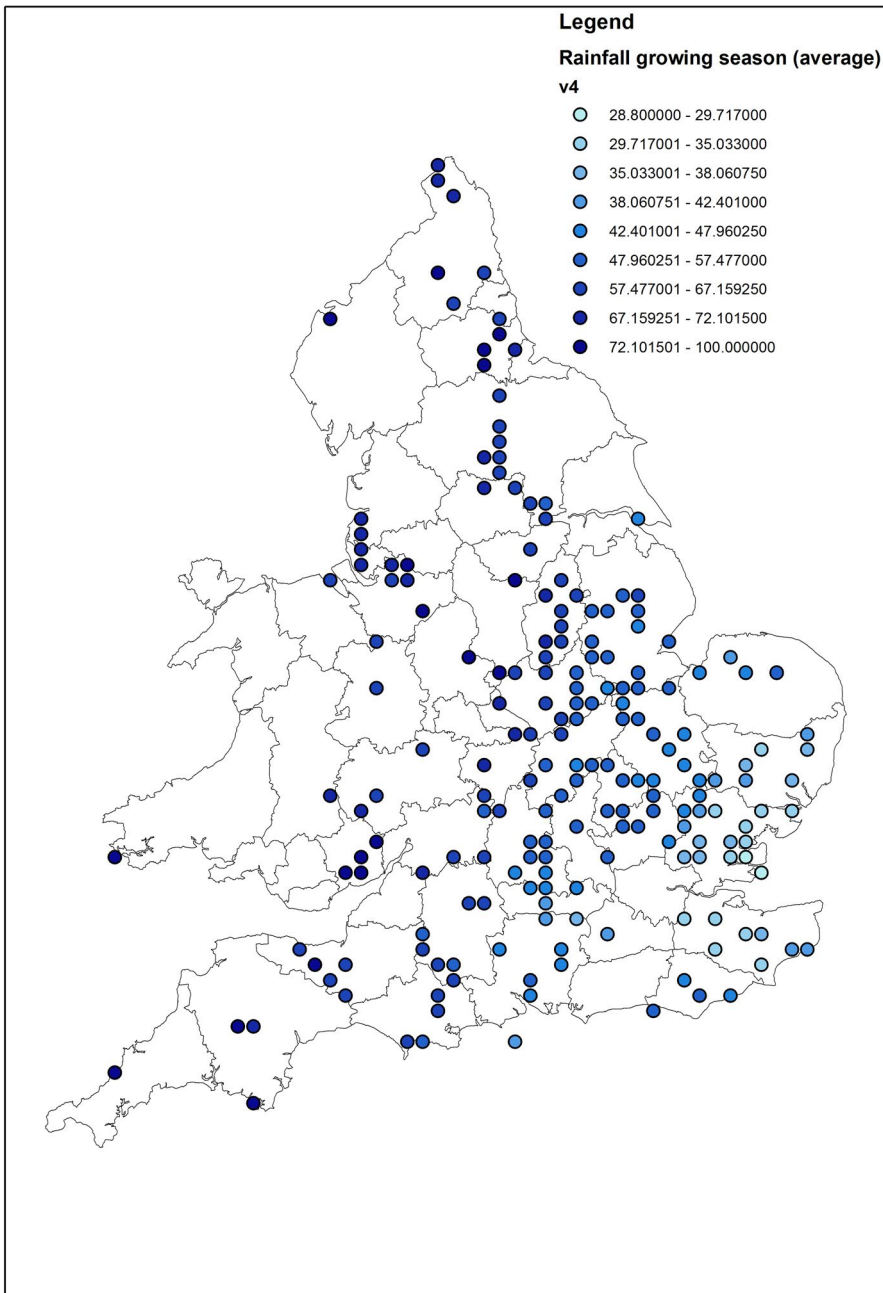 Legend
Rainfall growing season (average)
v4
28.800000 - 29.717000
29.717001 - 35.033000
35.033001 - 38.060750
38.060751 - 42.401000
42.401001 - 47.960250
47.960251 - 57.477000
57.477001 - 67.159250
67.159251 - 72.101500
72.101501 - 100.000000